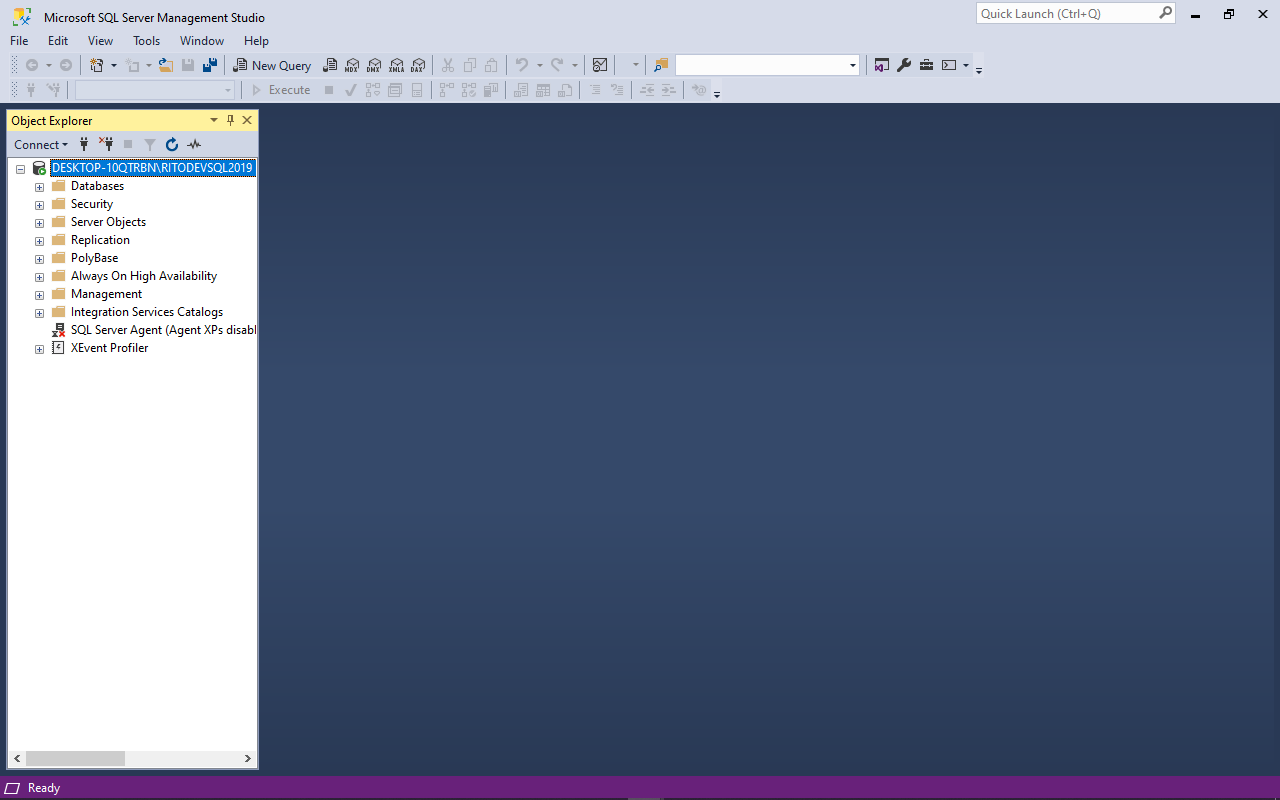 Microsoft SQL Server Management Studio
Quick Launch (Ctrl+Q)
File Edit View Tools Window Help
New Query MDX DMX XMLA DAX
Execute
Object Explorer
Connect
DESKTOP-10QTRBN\RITODEVSQL2019
Databases
Security
Server Objects
Replication
PolyBase
Always On High Availability
Management
Integration Services Catalogs
SQL Server Agent (Agent XPs disabl
XEvent Profiler
Ready